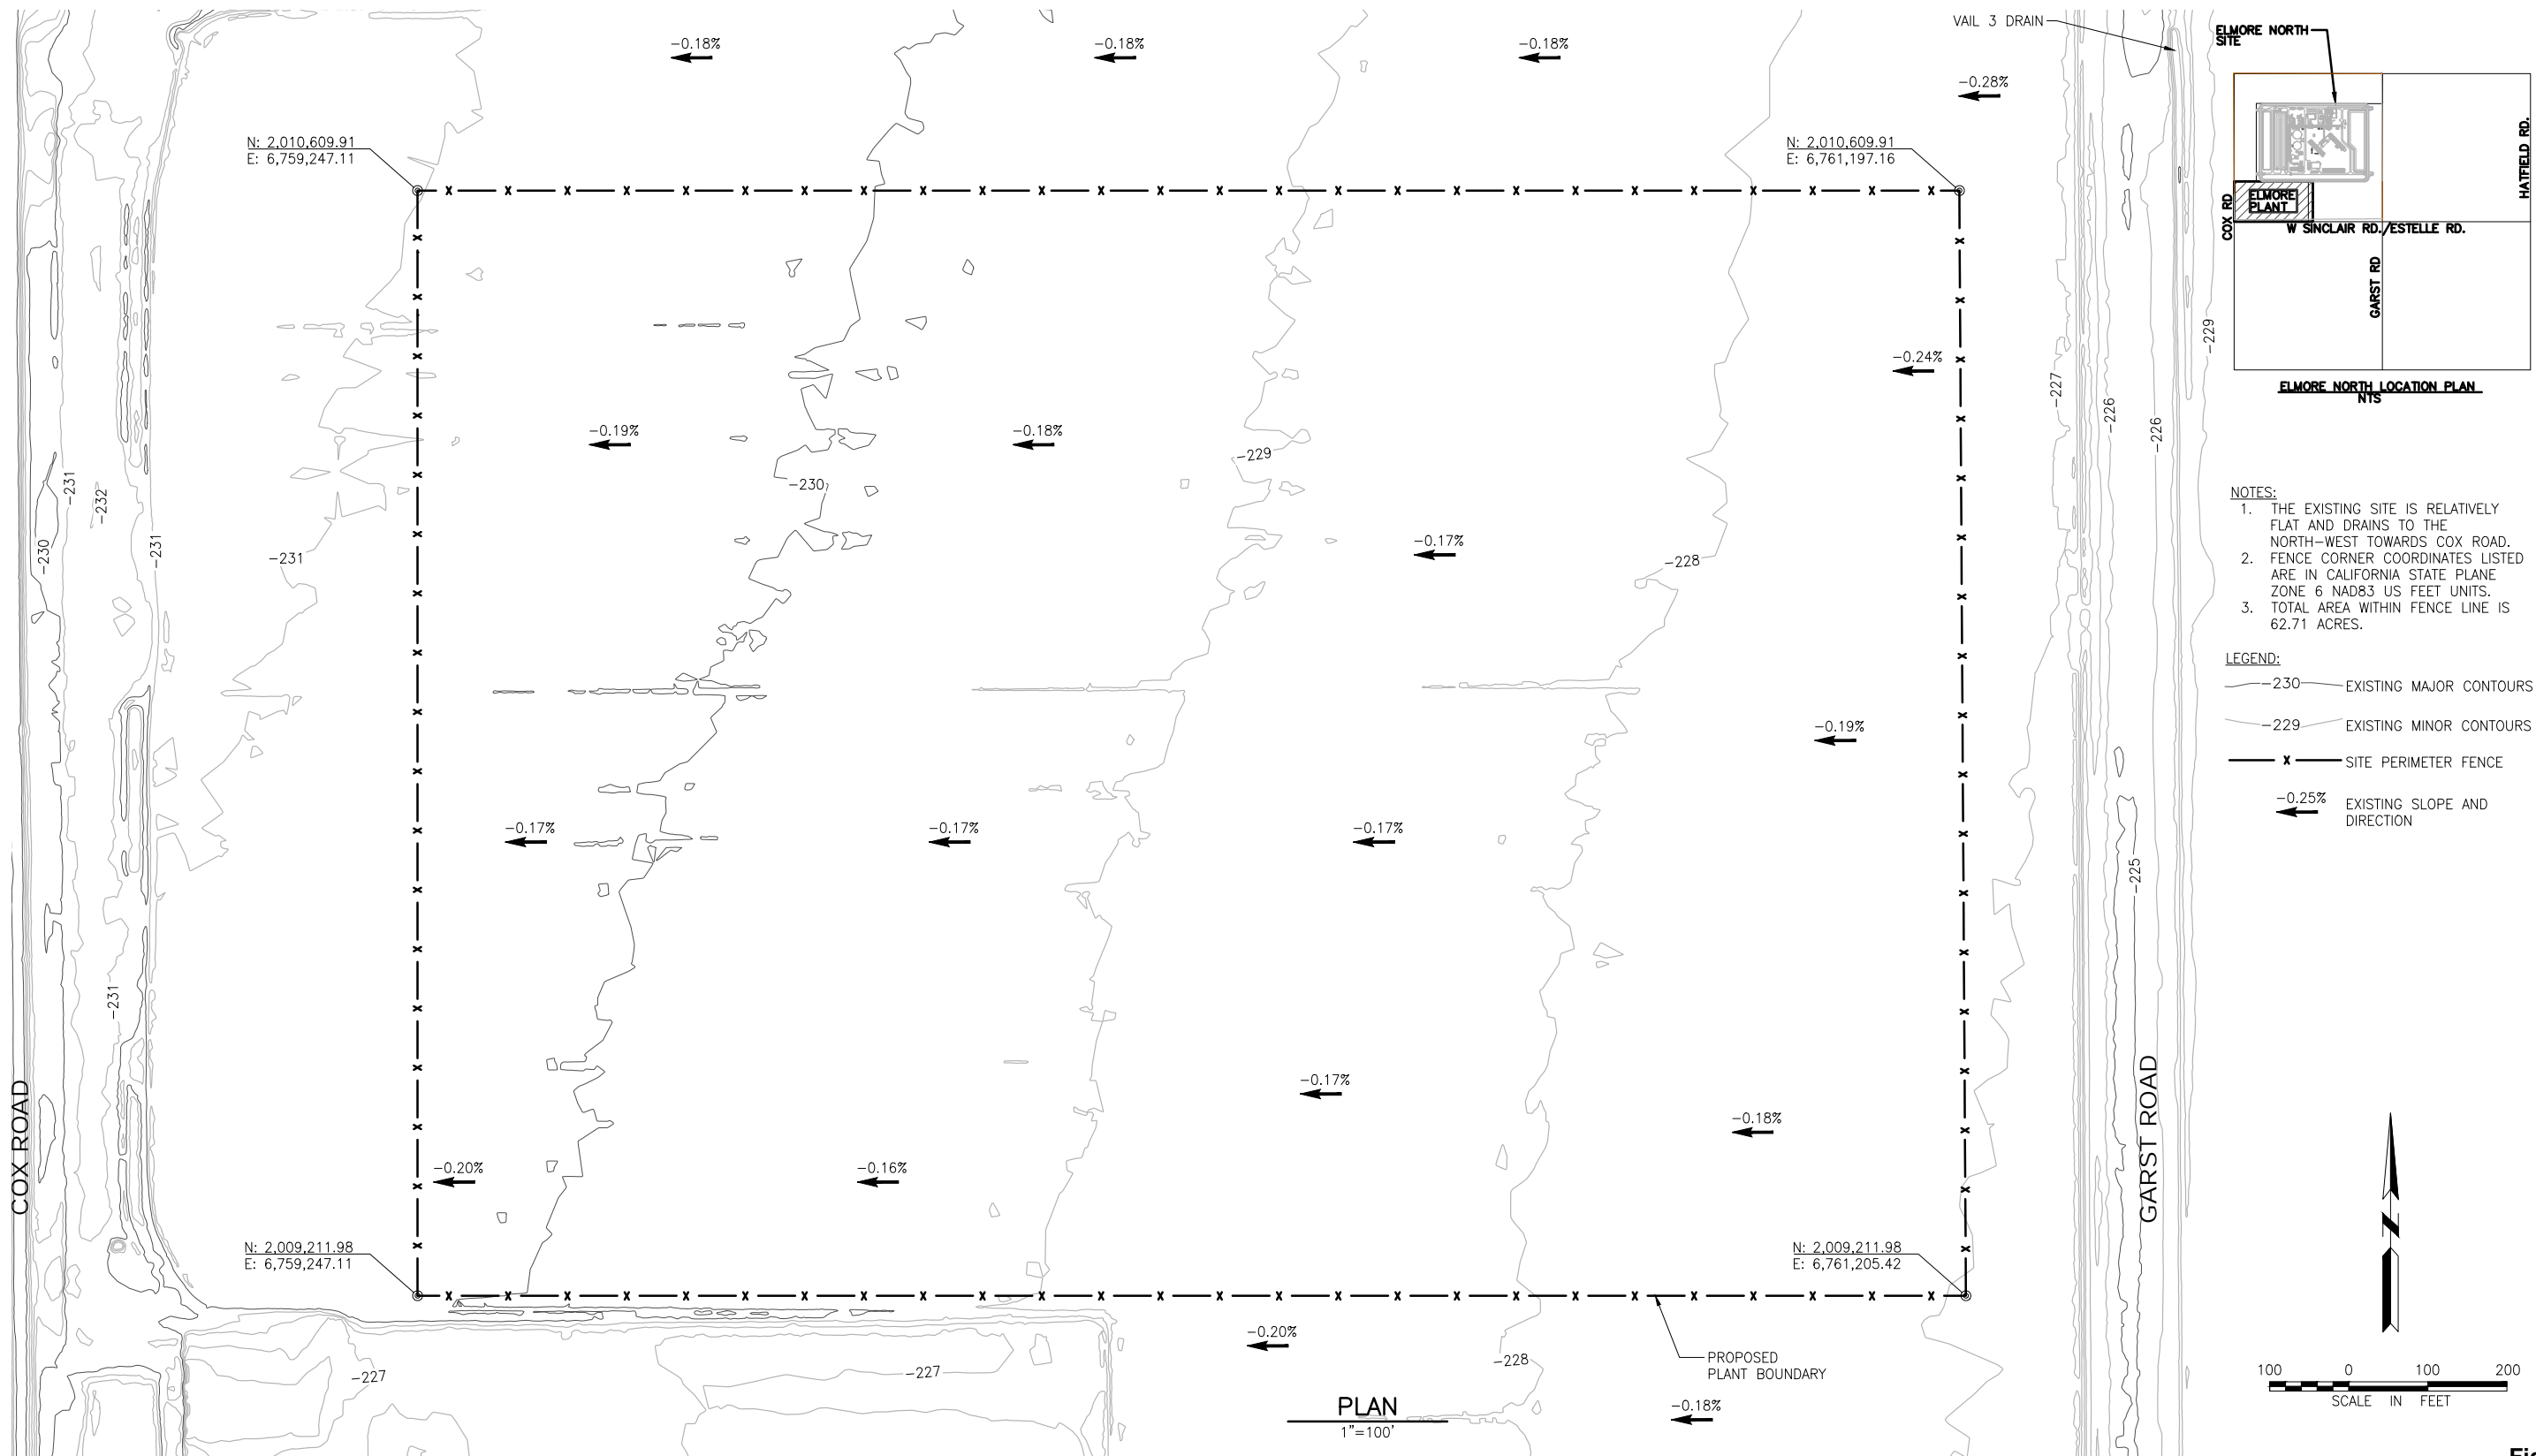 VAIL 3 DRAIN
-0.18%
-0.18%
-0.18%
-0.28%
N: 2,010,609.91
E: 6,759,247.11
N: 2,010,609.91
E: 6,761,197.16
-0.24%
-0.19%
-0.18%
-229
-230
-231
-0.17%
-228
-230
-231
-232
-231
-227
-226
-226
-229
-0.19%
-0.17%
-0.17%
-0.17%
-225
-231
-0.17%
-0.18%
-0.20%
-0.16%
COX ROAD
GARST ROAD
N: 2,009,211.98
E: 6,759,247.11
N: 2,009,211.98
E: 6,761,205.42
-0.20%
-227
-227
-228
PROPOSED
PLANT BOUNDARY
-0.18%
PLAN
1"=100'
ELMORE NORTH
SITE
HATFIELD RD.
COX RD
ELMORE
PLANT
W SINCLAIR RD./ESTELLE RD.
GARST RD
ELMORE NORTH LOCATION PLAN
NTS
NOTES:
1. THE EXISTING SITE IS RELATIVELY
FLAT AND DRAINS TO THE
NORTH-WEST TOWARDS COX ROAD.
2. FENCE CORNER COORDINATES LISTED
ARE IN CALIFORNIA STATE PLANE
ZONE 6 NAD83 US FEET UNITS.
3. TOTAL AREA WITHIN FENCE LINE IS
62.71 ACRES.
LEGEND:
-230 EXISTING MAJOR CONTOURS
-229 EXISTING MINOR CONTOURS
X SITE PERIMETER FENCE
-0.25% EXISTING SLOPE AND
DIRECTION
N
100 0 100 200
SCALE IN FEET